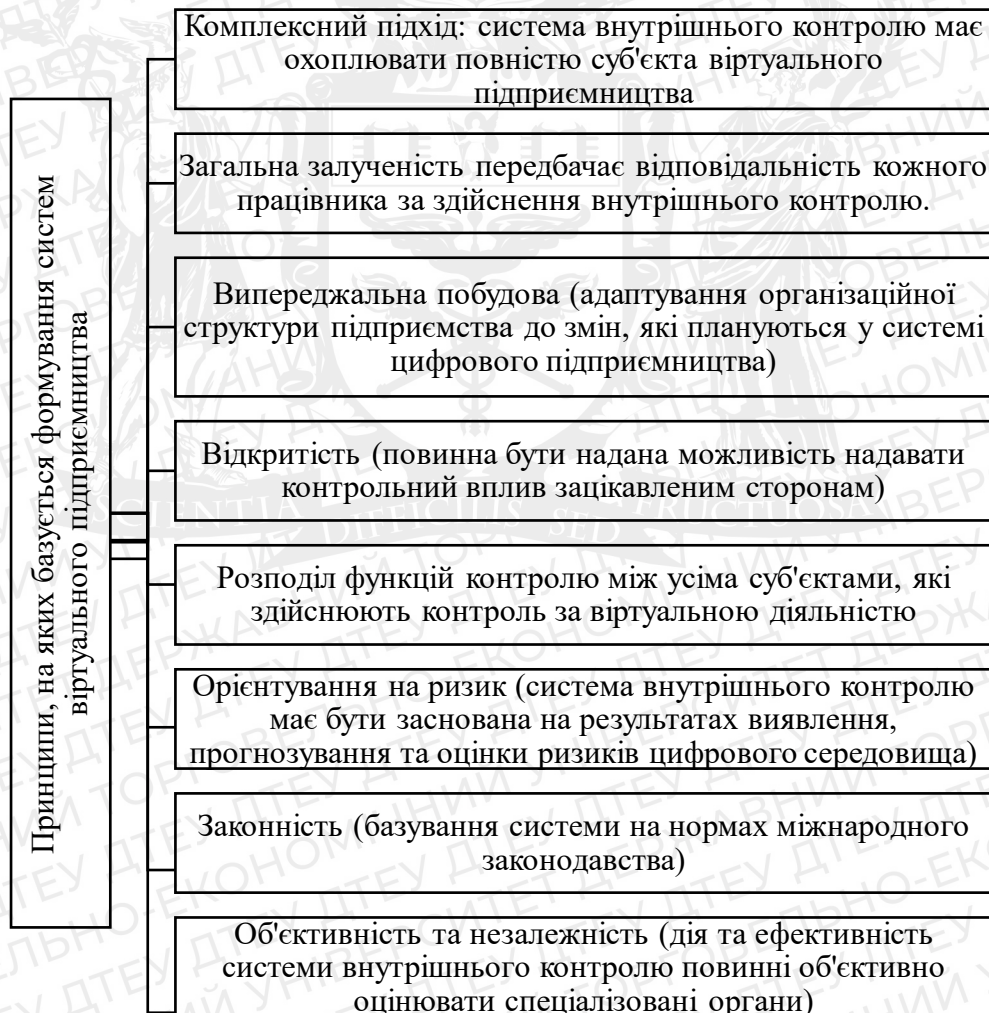 Принципи, на яких базується формування систем
віртуального підприємництва
Комплексний підхід: система внутрішнього контролю має
охоплювати повністю суб'єкта віртуального
підприємництва
Загальна залученість передбачає відповідальність кожного
працівника за здійснення внутрішнього контролю.
Випереджальна побудова (адаптування організаційної
структури підприємства до змін, які плануються у системі
цифрового підприємництва)
Відкритість (повинна бути надана можливість надавати
контрольний вплив зацікавленим сторонам)
Розподіл функцій контролю між усіма суб'єктами, які
здійснюють контроль за віртуальною діяльністю
Орієнтування на ризик (система внутрішнього контролю
має бути заснована на результатах виявлення,
прогнозування та оцінки ризиків цифрового середовища)
Законність (базування системи на нормах міжнародного
законодавства)
Об'єктивність та незалежність (дія та ефективність
системи внутрішнього контролю повинні об'єктивно
оцінювати спеціалізовані органи)
SCIENTIA DIFFICILIS SED FRUCTUOSA